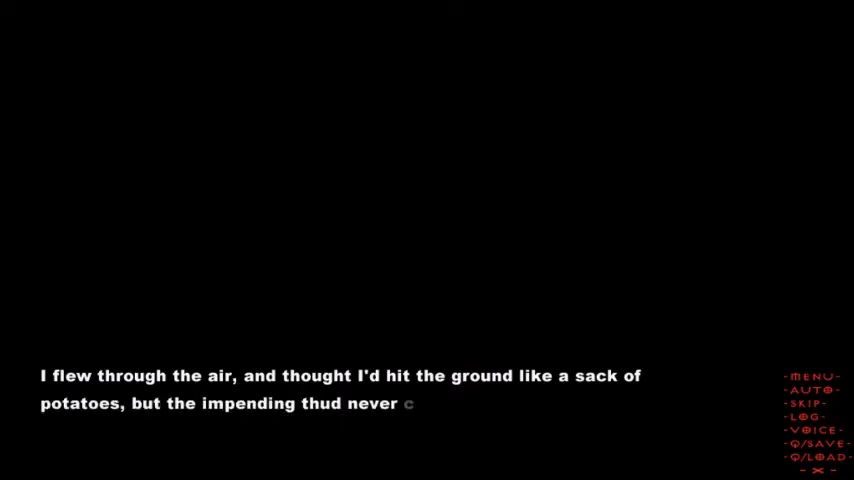 I flew through the air, and thought I'd hit the ground like a sack of
potatoes, but the impending thud never c
-MENU-
-AUTO-
-SKIP-
-LOG-
-VOICE-
-Q/SAVE-
-Q/LOAD-
-X-